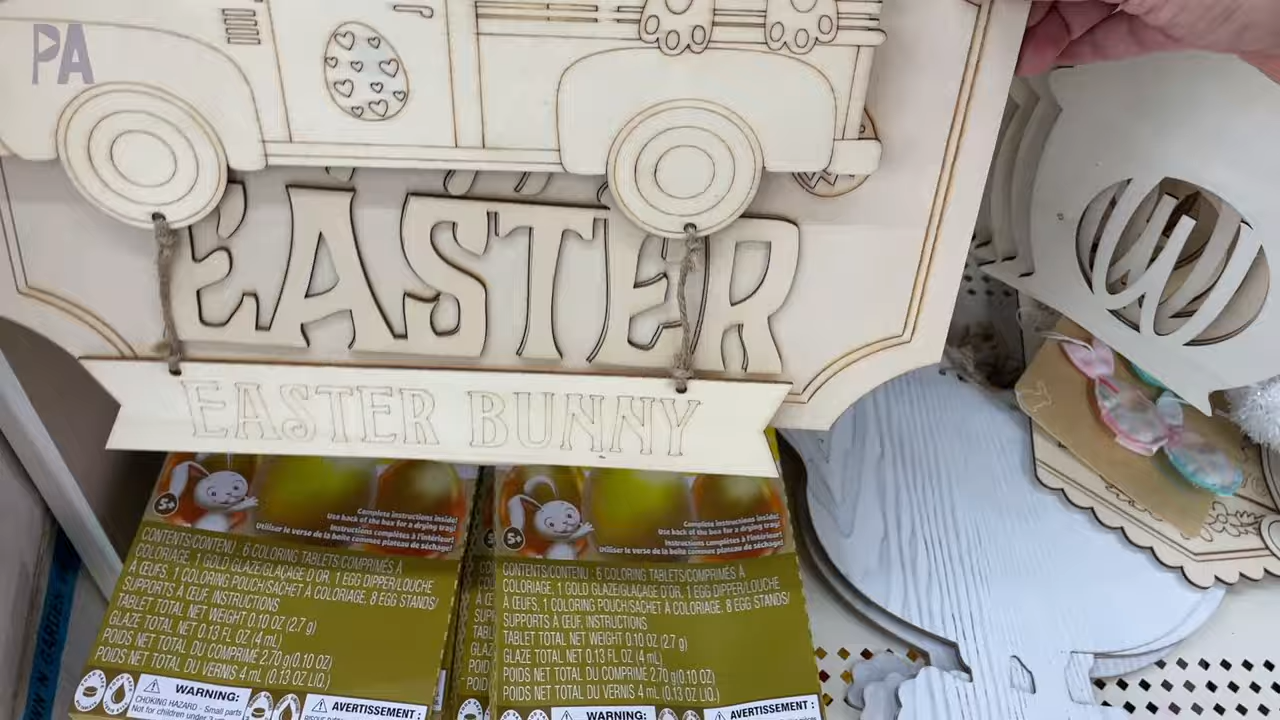 PA
EASTER
EASTER BUNNY
5+
Complete instructions inside!
Use back of the box for a drying tray!
Instructions complètes à l'intérieur!
Utiliser le verso de la boîte commes plateau de séchage!
CONTENTS/CONTENU : 6 COLORING TABLETS/COMPRIMÉS À
COLORIAGE, 1 GOLD GLAZE/GLAÇAGE D'OR, 1 EGG DIPPER/LOUCHE
À ŒUFS, 1 COLORING POUCH/SACHET À COLORIAGE, 8 EGG STANDS/
SUPPORTS À ŒUF, INSTRUCTIONS
TABLET TOTAL NET WEIGHT 0.10 OZ (2.7 g)
GLAZE TOTAL NET 0.13 FL OZ (4 mL)
POIDS NET TOTAL DU COMPRIMÉ 2.70 g(0.10 OZ)
POIDS NET TOTAL DU VERNIS 4 mL (0.13 OZ LIQ.)
WARNING:
CHOKING HAZARD - Small parts
AVERTISSEMENT :
5+
Complete instructions inside!
Use back of the box for a drying tray!
Instructions complètes à l'intérieur!
Utiliser le verso de la boîte commes plateau de séchage!
CONTENTS/CONTENU : 6 COLORING TABLETS/COMPRIMÉS À
COLORIAGE, 1 GOLD GLAZE/GLAÇAGE D'OR, 1 EGG DIPPER/LOUCHE
À ŒUFS, 1 COLORING POUCH/SACHET À COLORIAGE, 8 EGG STANDS/
SUPPORTS À ŒUF, INSTRUCTIONS
TABLET TOTAL NET WEIGHT 0.10 OZ (2.7 g)
GLAZE TOTAL NET 0.13 FL OZ (4 mL)
POIDS NET TOTAL DU COMPRIMÉ 2.70 g(0.10 OZ)
POIDS NET TOTAL DU VERNIS 4 mL (0.13 OZ LIQ.)
WARNING:
AVERTISSEMENT :